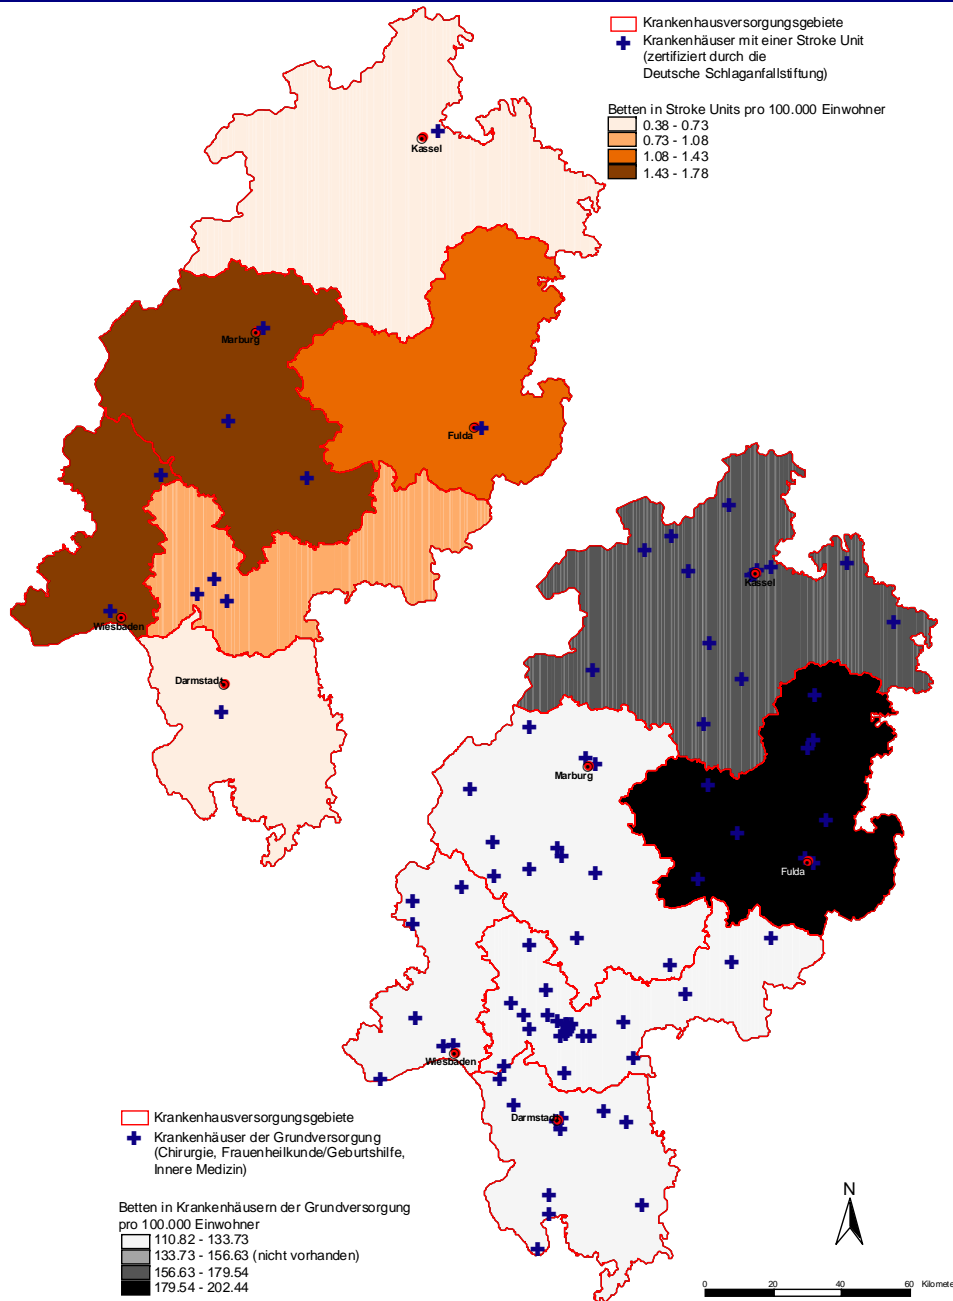 Krankenhausversorgungsgebiete
Krankenhäuser mit einer Stroke Unit
(zertifiziert durch die
Deutsche Schlaganfallstiftung)
Betten in Stroke Units pro 100.000 Einwohner
0.38 - 0.73
0.73 - 1.08
1.08 - 1.43
1.43 - 1.78
Kassel
Marburg
Fulda
Wiesbaden
Darmstadt
Kassel
Marburg
Fulda
Wiesbaden
Darmstadt
Krankenhausversorgungsgebiete
Krankenhäuser der Grundversorgung
(Chirurgie, Frauenheilkunde/Geburtshilfe,
Innere Medizin)
Betten in Krankenhäusern der Grundversorgung
pro 100.000 Einwohner
110.82 - 133.73
133.73 - 156.63 (nicht vorhanden)
156.63 - 179.54
179.54 - 202.44
N
0 20 40 60 Kilomete